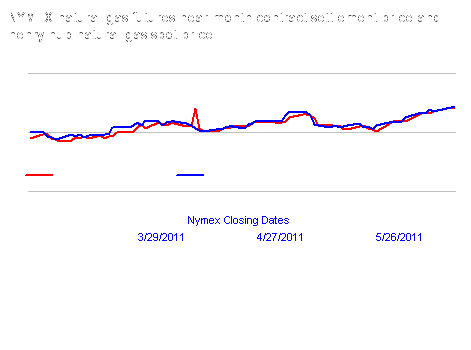 NYMEX natural gas futures near-month contract settlement price and
henry hub natural gas spot price
Nymex Closing Dates
3/29/2011 4/27/2011 5/26/2011